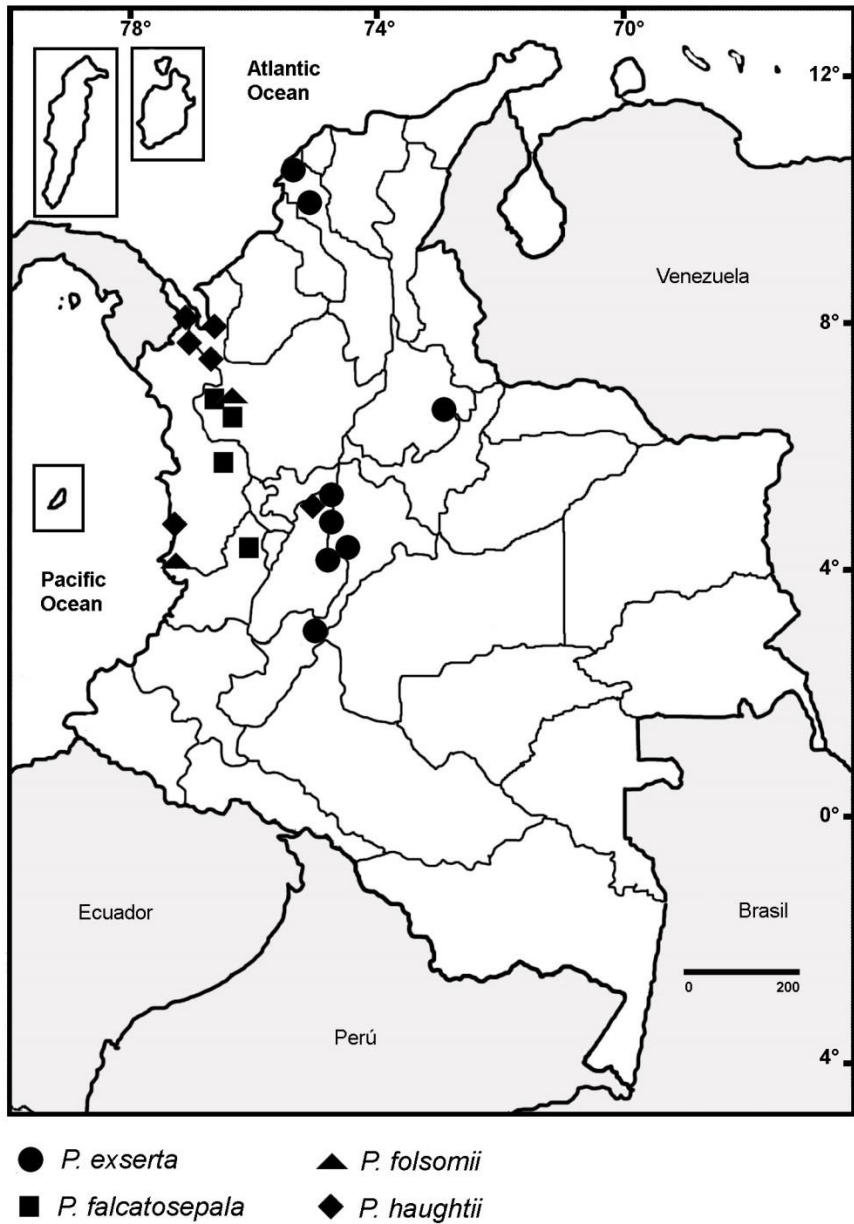 78° 74° 70°
Atlantic
Ocean
12°
Venezuela
8°
Pacific
Ocean
4°
0°
Ecuador
Brasil
0 200
Perú
4°
P. exserta P. folsomii
P. falcatosepala P. haughtii